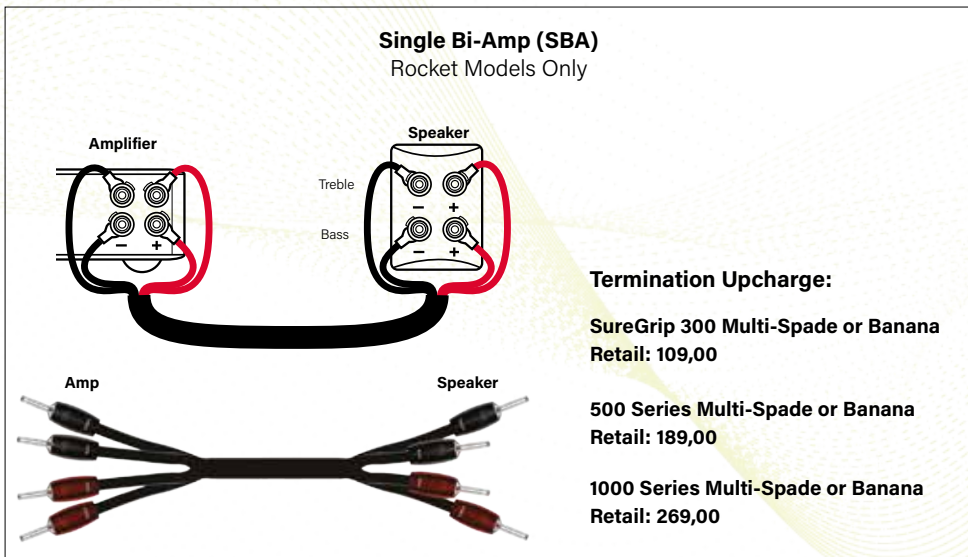 Single Bi-Amp (SBA)
Rocket Models Only
Amplifier
Speaker
Treble
Bass
− +
− +
− +
Termination Upcharge:
SureGrip 300 Multi-Spade or Banana
Retail: 109,00
500 Series Multi-Spade or Banana
Retail: 189,00
1000 Series Multi-Spade or Banana
Retail: 269,00
Amp
Speaker